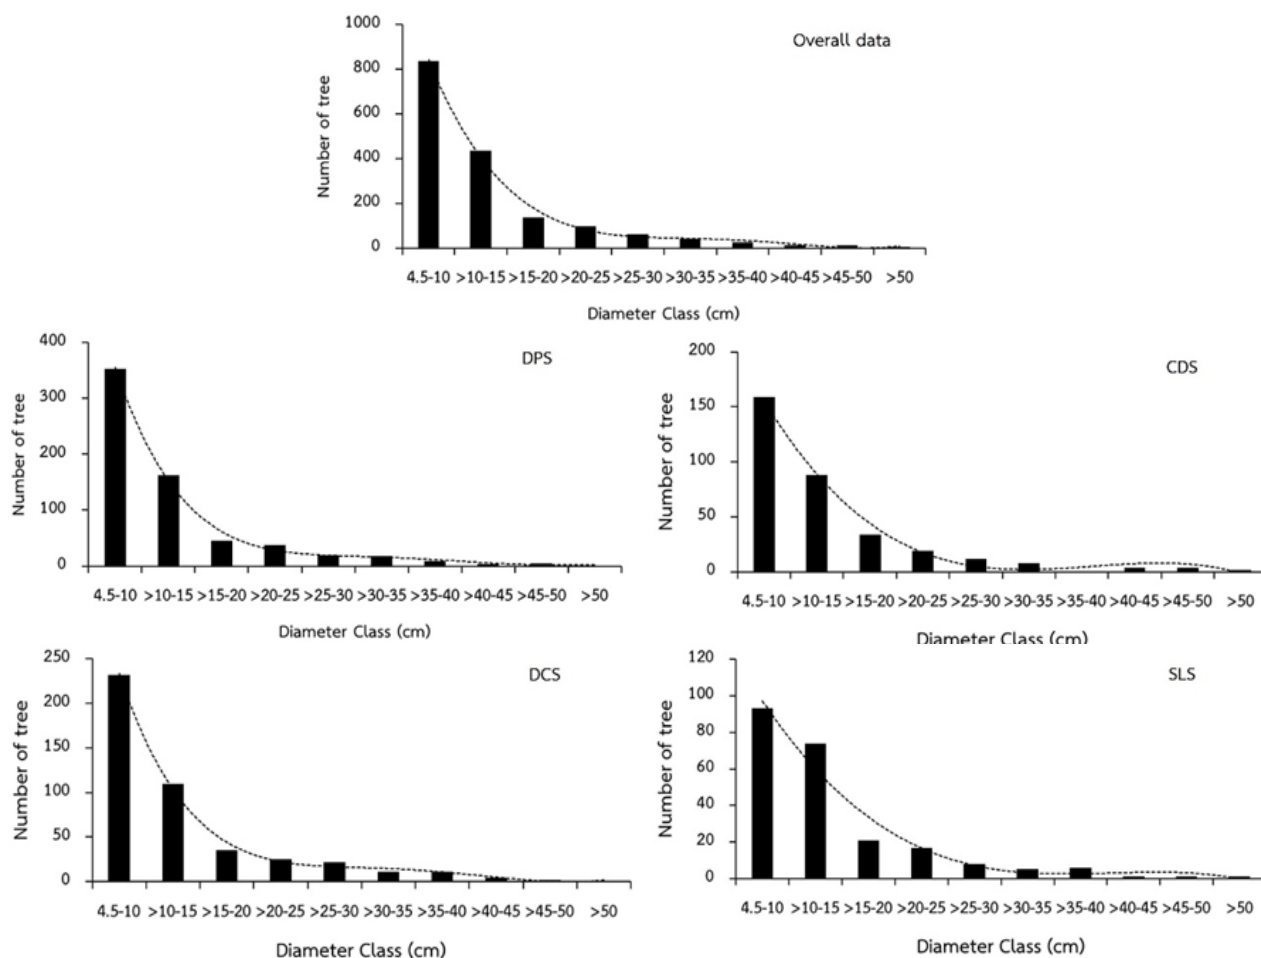 Overall data
Number of tree
1000
800
600
400
200
0
4.5-10 >10-15 >15-20 >20-25 >25-30 >30-35 >35-40 >40-45 >45-50 >50
Diameter Class (cm)
DPS
Number of tree
400
300
200
100
0
4.5-10 >10-15 >15-20 >20-25 >25-30 >30-35 >35-40 >40-45 >45-50 >50
Diameter Class (cm)
CDS
Number of tree
200
150
100
50
0
4.5-10 >10-15 >15-20 >20-25 >25-30 >30-35 >35-40 >40-45 >45-50 >50
Diameter Class (cm)
DCS
Number of tree
250
200
150
100
50
0
4.5-10 >10-15 >15-20 >20-25 >25-30 >30-35 >35-40 >40-45 >45-50 >50
Diameter Class (cm)
SLS
Number of tree
120
100
80
60
40
20
0
4.5-10 >10-15 >15-20 >20-25 >25-30 >30-35 >35-40 >40-45 >45-50 >50
Diameter Class (cm)